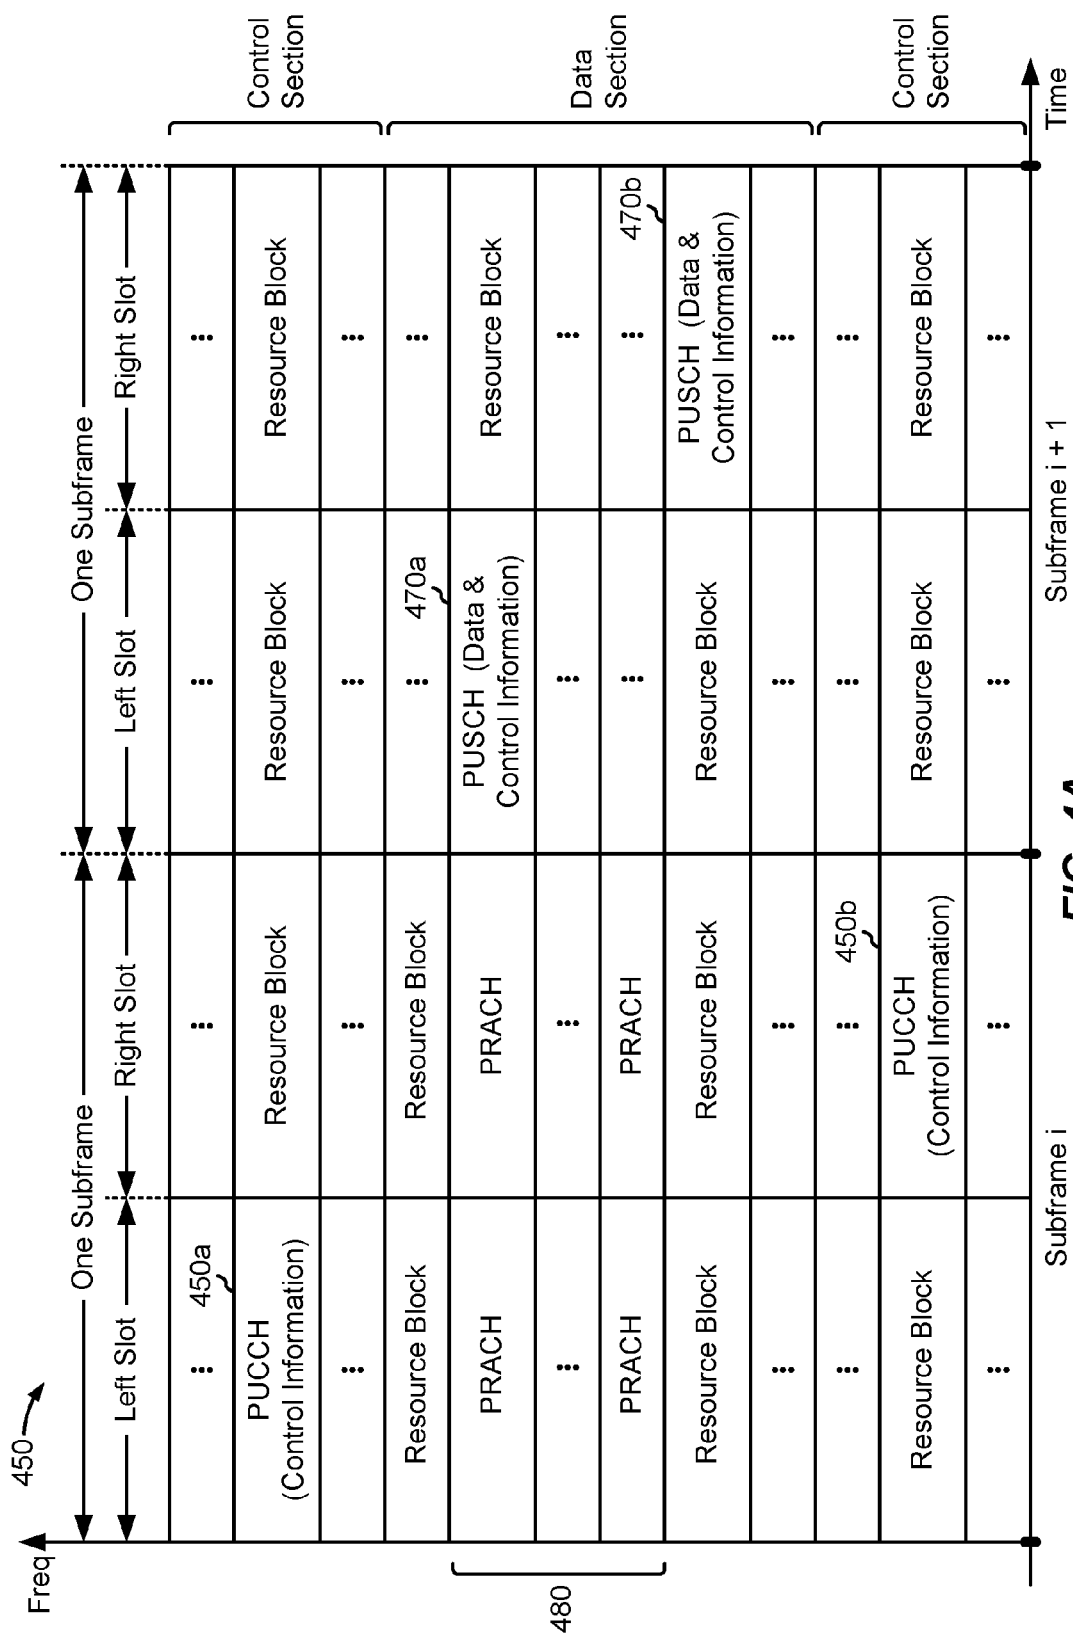 450
Freq
One Subframe
One Subframe
Left Slot
Right Slot
Left Slot
Right Slot
...
450a
...
...
...
PUCCH
(Control Information)
Resource Block
Resource Block
Resource Block
Control
Section
...
...
...
...
Resource Block
Resource Block
...
470a
...
PRACH
PRACH
PUSCH (Data &
Control Information)
Resource Block
480
...
...
...
...
Data
Section
PRACH
PRACH
...
...
470b
Resource Block
Resource Block
Resource Block
PUSCH (Data &
Control Information)
...
...
...
...
...
...
450b
...
...
Resource Block
PUCCH
(Control Information)
Resource Block
Resource Block
Control
Section
...
...
...
...
Subframe i
Subframe i + 1
Time
FIG. 4A